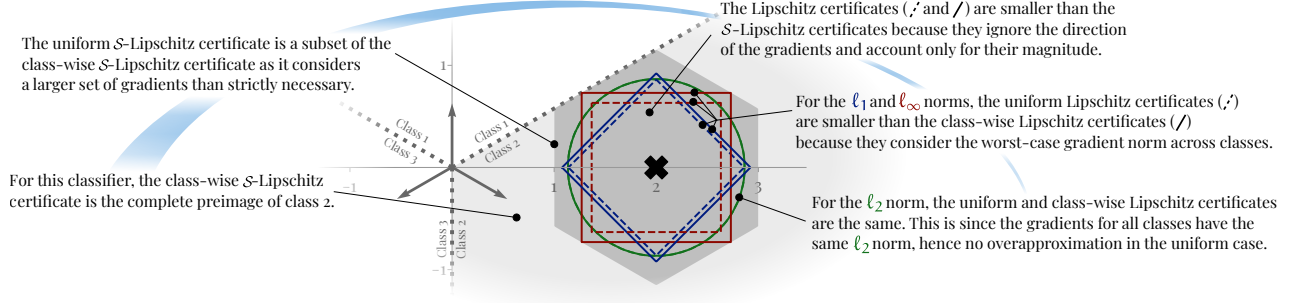 The uniform 𝒮-Lipschitz certificate is a subset of the
class-wise 𝒮-Lipschitz certificate as it considers
a larger set of gradients than strictly necessary.
For this classifier, the class-wise 𝒮-Lipschitz
certificate is the complete preimage of class 2.
1
Class 1
Class 3
Class 1
Class 2
−1
1
2
3
Class 3
Class 2
−1
The Lipschitz certificates ( and ) are smaller than the
𝒮-Lipschitz certificates because they ignore the direction
of the gradients and account only for their magnitude.
For the ℓ₁ and ℓ∞ norms, the uniform Lipschitz certificates ( )
are smaller than the class-wise Lipschitz certificates ( )
because they consider the worst-case gradient norm across classes.
For the ℓ₂ norm, the uniform and class-wise Lipschitz certificates
are the same. This is since the gradients for all classes have the
same ℓ₂ norm, hence no overapproximation in the uniform case.